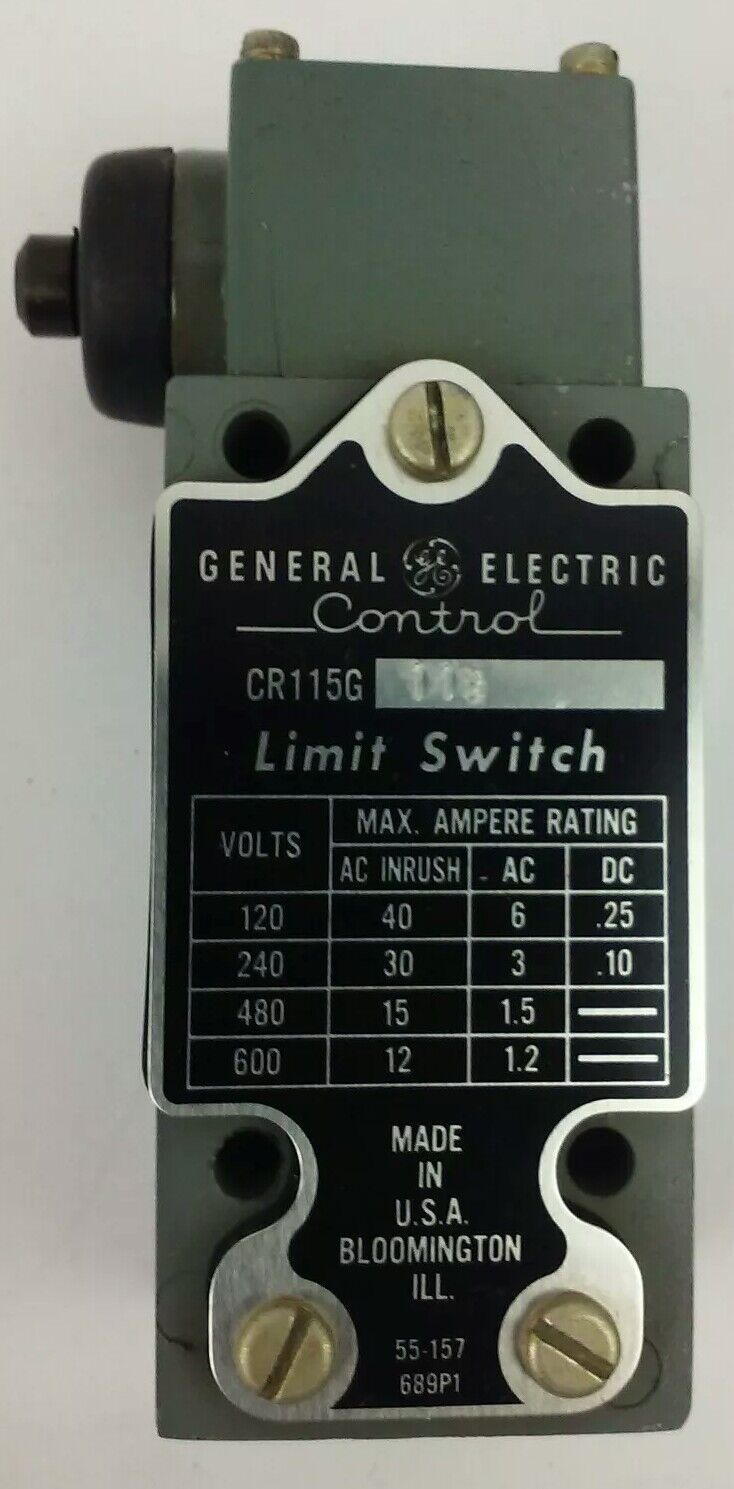 GENERAL GE ELECTRIC
Control
CR115G
Limit Switch
VOLTS MAX. AMPERE RATING
AC INRUSH AC DC
120 40 6 .25
240 30 3 .10
480 15 1.5
600 12 1.2
MADE
IN
U.S.A.
BLOOMINGTON
ILL.
55-157
689P1